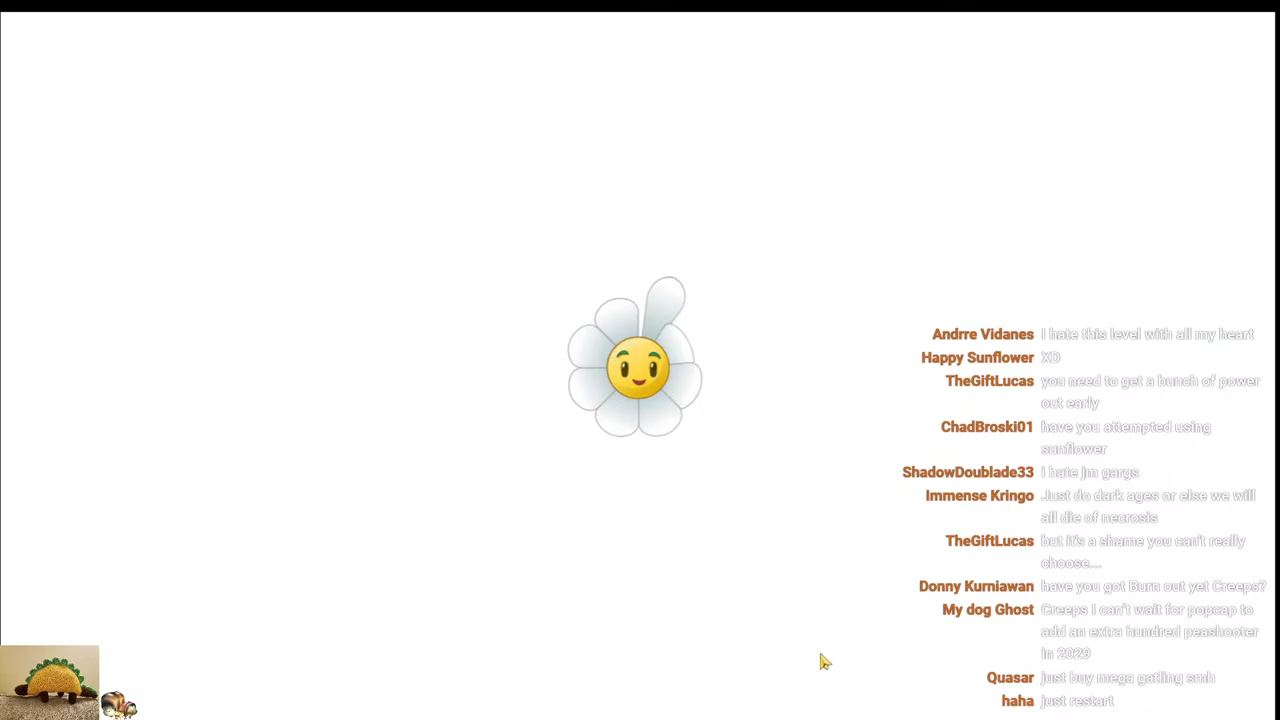 Andrre Vidanes I hate this level with all my heart
Happy Sunflower XD
TheGiftLucas you need to get a bunch of power
out early
ChadBroski01 have you attempted using
sunflower
ShadowDoublade33 i hate jm gargs
Immense Kringo Just do dark ages or else we will
all die of necrosis
TheGiftLucas but it's a shame you can't really
choose...
Donny Kurniawan have you got Burn out yet Creeps?
My dog Ghost Creeps I can't wait for popcap to
add an extra hundred peashooter
in 2029
Quasar just buy mega gatling smh
haha just restart